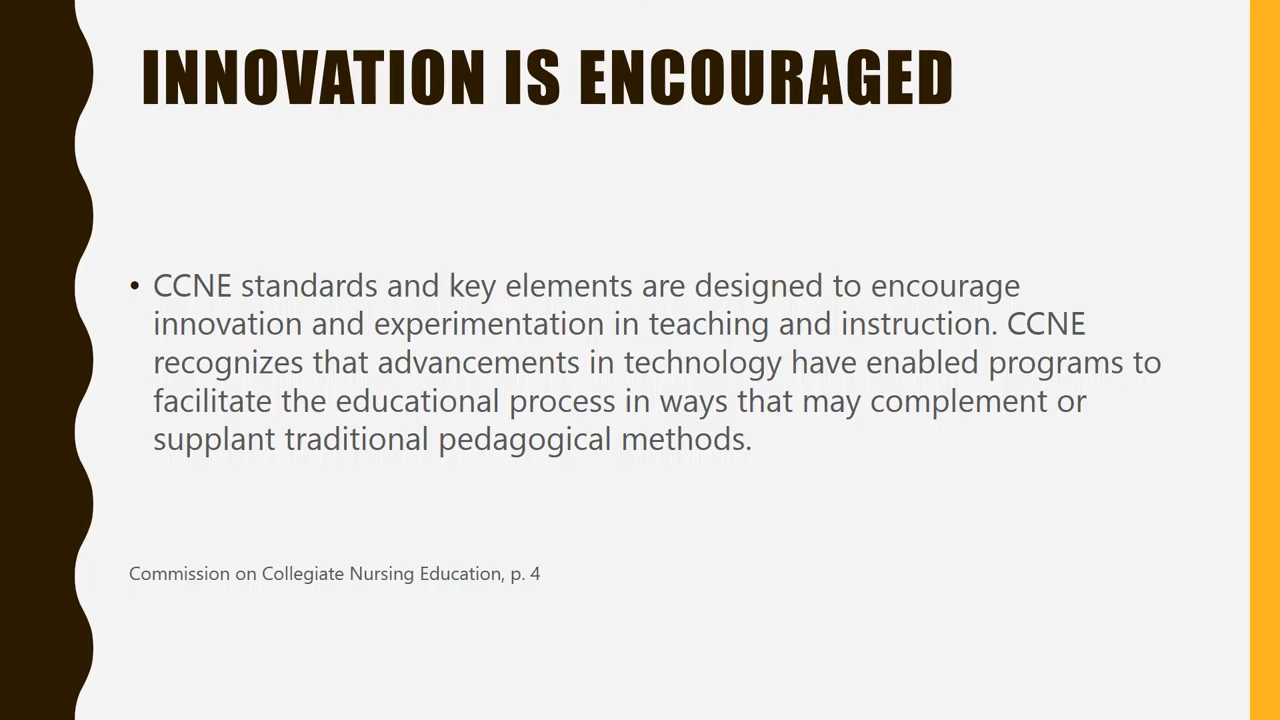 INNOVATION IS ENCOURAGED
• CCNE standards and key elements are designed to encourage
innovation and experimentation in teaching and instruction. CCNE
recognizes that advancements in technology have enabled programs to
facilitate the educational process in ways that may complement or
supplant traditional pedagogical methods.
Commission on Collegiate Nursing Education, p. 4